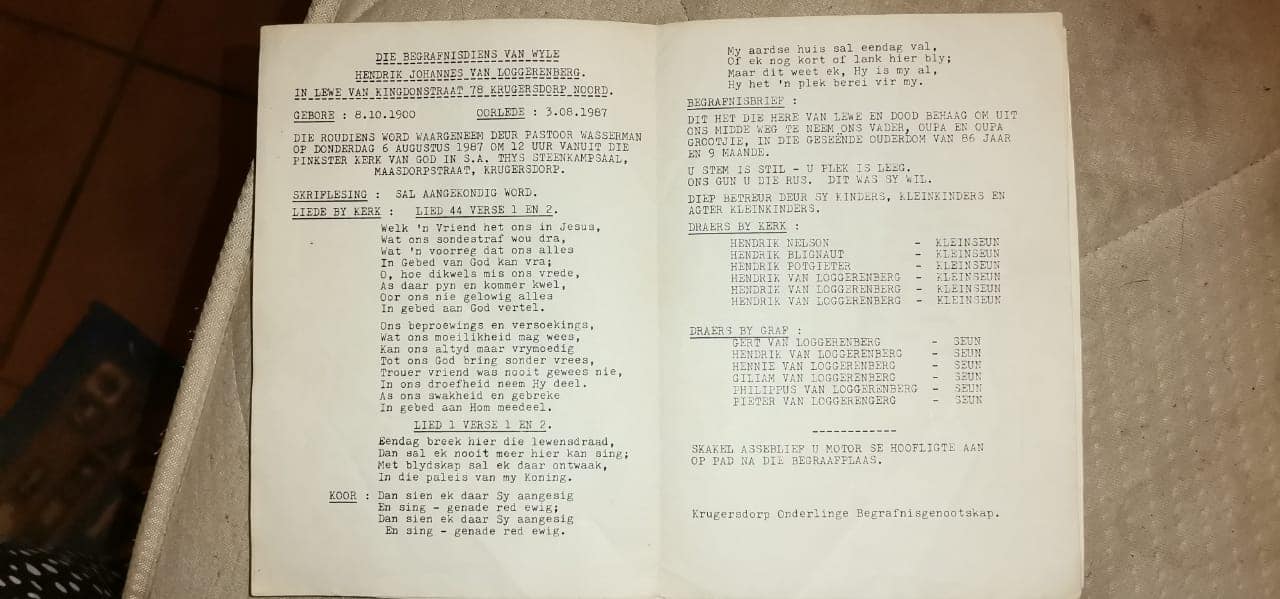 DIE BEGRAFNISDIENS VAN WYLE
HENDRIK JOHANNES VAN LOGGERENBERG.
IN LEWE VAN KINGDONSTRAAT 78 KRUGERSDORP NOORD.
GEBORE : 8.10.1900 OORLEDE : 3.08.1987
DIE ROUDIENS WORD WAARGENEEM DEUR PASTOOR WASSERMAN
OP DONDERDAG 6 AUGUSTUS 1987 OM 12 UUR VANUIT DIE
PINKSTER KERK VAN GOD IN S.A. THYS STEENKAMPSAAL,
MAASDORPSTRAAT, KRUGERSDORP.
SKRIFLESING : SAL AANGEKONDIG WORD.
LIEDE BY KERK : LIED 44 VERSE 1 EN 2.
Welk 'n Vriend het ons in Jesus,
Wat ons sondestraf wou dra,
Wat 'n voorreg dat ons alles
In Gebed van God kan vra;
O, hoe dikwels mis ons vrede,
As daar pyn en kommer kwel,
Oor ons nie gelowig alles
In gebed aan God vertel.
Ons beproewings en versoekings,
Wat ons moeilikheid mag wees,
Kan ons altyd maar vrymoedig
Tot ons God bring sonder vrees,
Trouer vriend was nooit gewees nie,
In ons droefheid neem Hy deel.
As ons swakheid en gebreke
In gebed aan Hom meedeel.
LIED 1 VERSE 1 EN 2.
Eendag breek hier die lewensdraad,
Dan sal ek nooit meer hier kan sing;
Met blydskap sal ek daar ontwaak,
In die paleis van my Koning.
KOOR : Dan sien ek daar Sy aangesig
En sing - genade red ewig;
Dan sien ek daar Sy aangesig
En sing - genade red ewig.
My aardse huis sal eendag val,
Of ek nog kort of lank hier bly;
Maar dit weet ek, Hy is my al,
Hy het 'n plek berei vir my.
BEGRAFNISBRIEF :
DIT HET DIE HERE VAN LEWE EN DOOD BEHAAG OM UIT
ONS MIDDE WEG TE NEEM ONS VADER, OUPA EN OUPA
GROOTJIE, IN DIE GESEËNDE OUDERDOM VAN 86 JAAR
EN 9 MAANDE.
U STEM IS STIL - U PLEK IS LEEG.
ONS GUN U DIE RUS. DIT WAS SY WIL.
DIEP BETREUR DEUR SY KINDERS, KLEINKINDERS EN
AGTER KLEINKINDERS.
DRAERS BY KERK :
HENDRIK NELSON - KLEINSEUN
HENDRIK BLIGNAUT - KLEINSEUN
HENDRIK POTGIETER - KLEINSEUN
HENDRIK VAN LOGGERENBERG - KLEINSEUN
HENDRIK VAN LOGGERENBERG - KLEINSEUN
HENDRIK VAN LOGGERENBERG - KLEINSEUN
DRAERS BY GRAF :
GERT VAN LOGGERENBERG - SEUN
HENDRIK VAN LOGGERENBERG - SEUN
HENNIE VAN LOGGERENBERG - SEUN
GILIAM VAN LOGGERENBERG - SEUN
PHILIPPUS VAN LOGGERENBERG - SEUN
PIETER VAN LOGGERENGERG - SEUN
------------
SKAKEL ASSEBLIEF U MOTOR SE HOOFLIGTE AAN
OP PAD NA DIE BEGRAAFPLAAS.
Krugersdorp Onderlinge Begrafnisgenootskap.